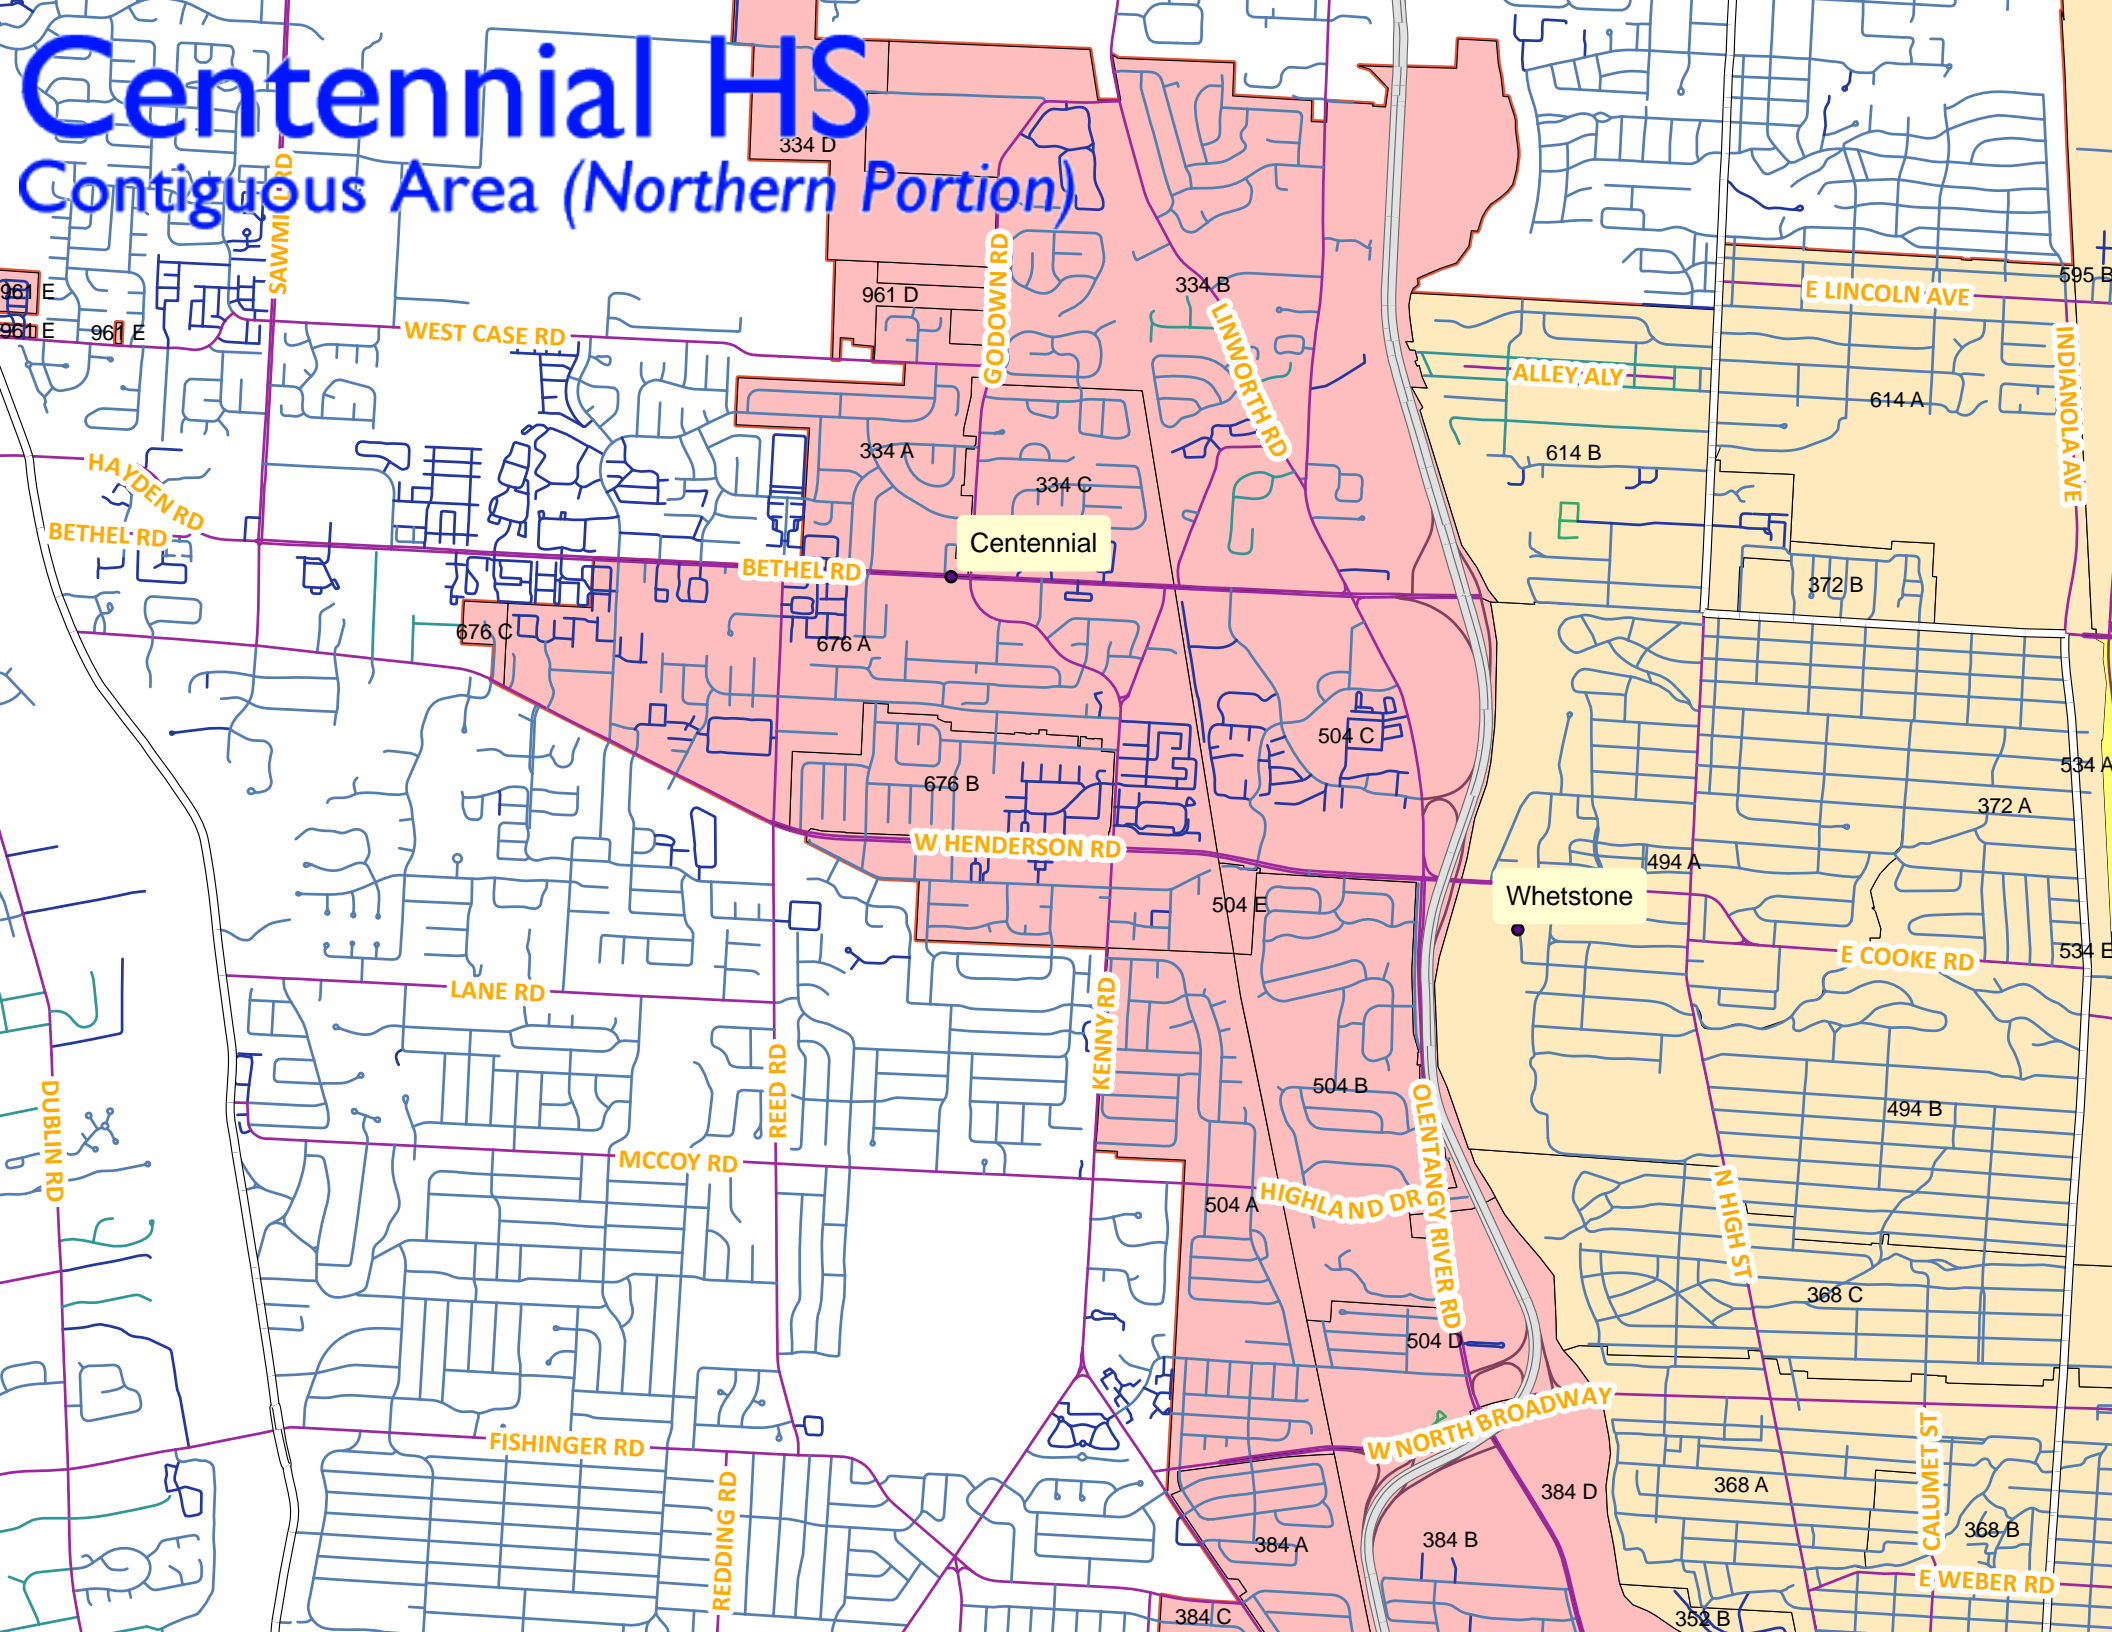 Centennial HS
Contiguous Area (Northern Portion)
334 D
SAWMILL RD
GODOWN RD
334 B
961 E
961 D
595 B
E LINCOLN AVE
961 E
961 E
WEST CASE RD
LINWORTH RD
INDIANOLA AVE
ALLEY ALY
614 A
334 A
614 B
HAYDEN RD
334 C
BETHEL RD
Centennial
BETHEL RD
372 B
676 C
676 A
504 C
534 A
676 B
372 A
W HENDERSON RD
494 A
Whetstone
504 E
534 E
E COOKE RD
LANE RD
KENNY RD
REED RD
504 B
DUBLIN RD
OLENTANGY RIVER RD
494 B
MCCOY RD
504 A
HIGHLAND DR
N HIGH ST
368 C
504 D
W NORTH BROADWAY
FISHINGER RD
CALUMET ST
REDDING RD
384 D
368 A
384 A
384 B
368 B
E WEBER RD
384 C
352 B